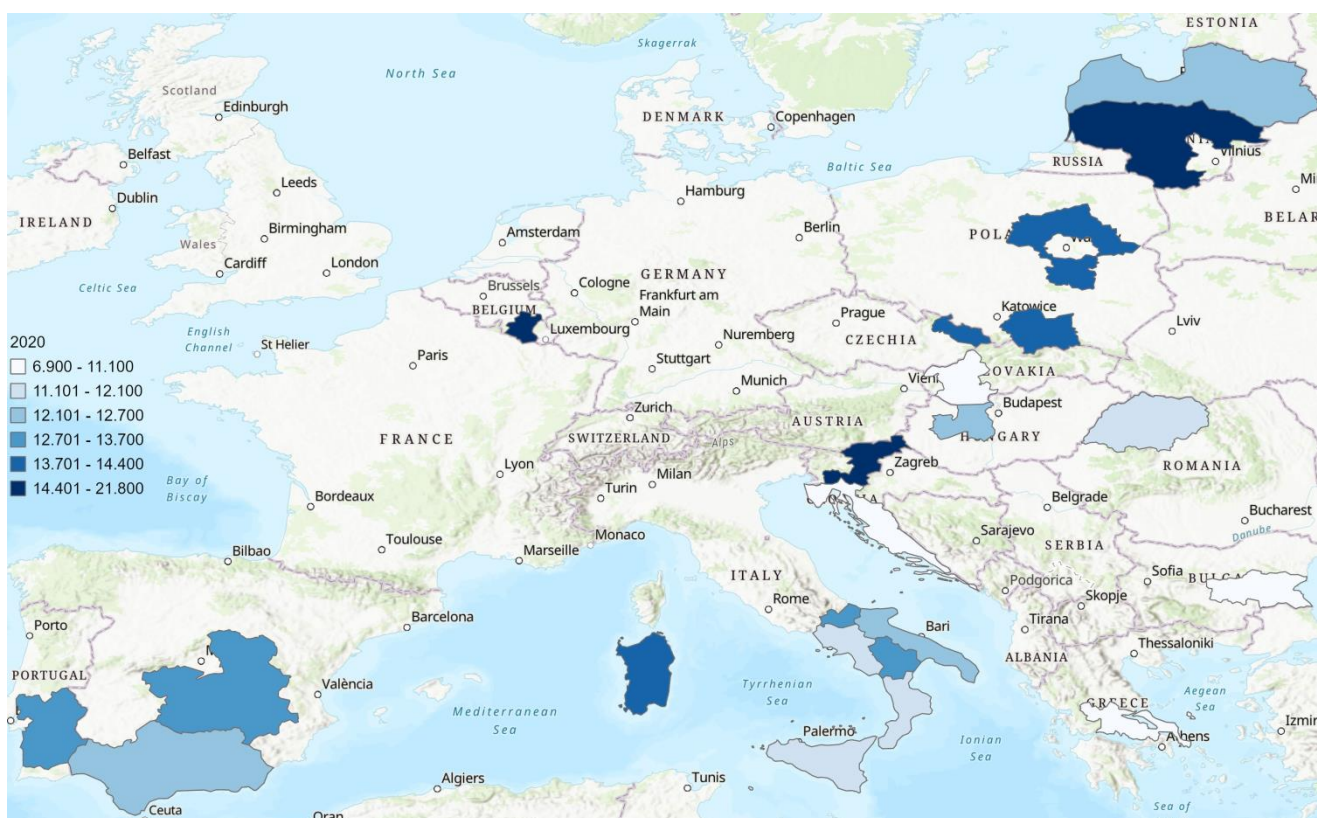 ESTONIA
Skagerrak
North Sea
Scotland
Edinburgh
DENMARK
Copenhagen
Belfast
Baltic Sea
RUSSIA
Vilnius
Leeds
Dublin
Hamburg
IRELAND
Birmingham
BELAR
Wales
Amsterdam
Berlin
POLA
Cardiff
London
GERMANY
Celtic Sea
Brussels
Cologne
Frankfurt am
Main
BELGIUM
Katowice
English
Channel
Luxembourg
Prague
Lviv
St Helier
Nuremberg
CZECHIA
2020
Paris
Stuttgart
6.900 - 11.100
Munich
Vien
OVAKIA
11.101 - 12.100
12.101 - 12.700
Zurich
Budapest
AUSTRIA
12.701 - 13.700
FRANCE
SWITZERLAND
Alps
HUNGARY
13.701 - 14.400
Lyon
Zagreb
ROMANIA
14.401 - 21.800
Milan
Bay of
Biscay
Turin
Bordeaux
Belgrade
Bucharest
Monaco
Sarajevo
Danube
Toulouse
Marseille
SERBIA
Bilbao
ITALY
Podgorica
Sofia
BULGA
Rome
Skopje
Barcelona
Porto
Bari
Tirana
Thessaloniki
PORTUGAL
ALBANIA
València
Tyrrhenian
Sea
GREECE
Aegean
Sea
Mediterranean
Sea
Palermo
Ionian
Sea
Athens
Izmir
Algiers
Tunis
Ceuta
Oran
Sea of